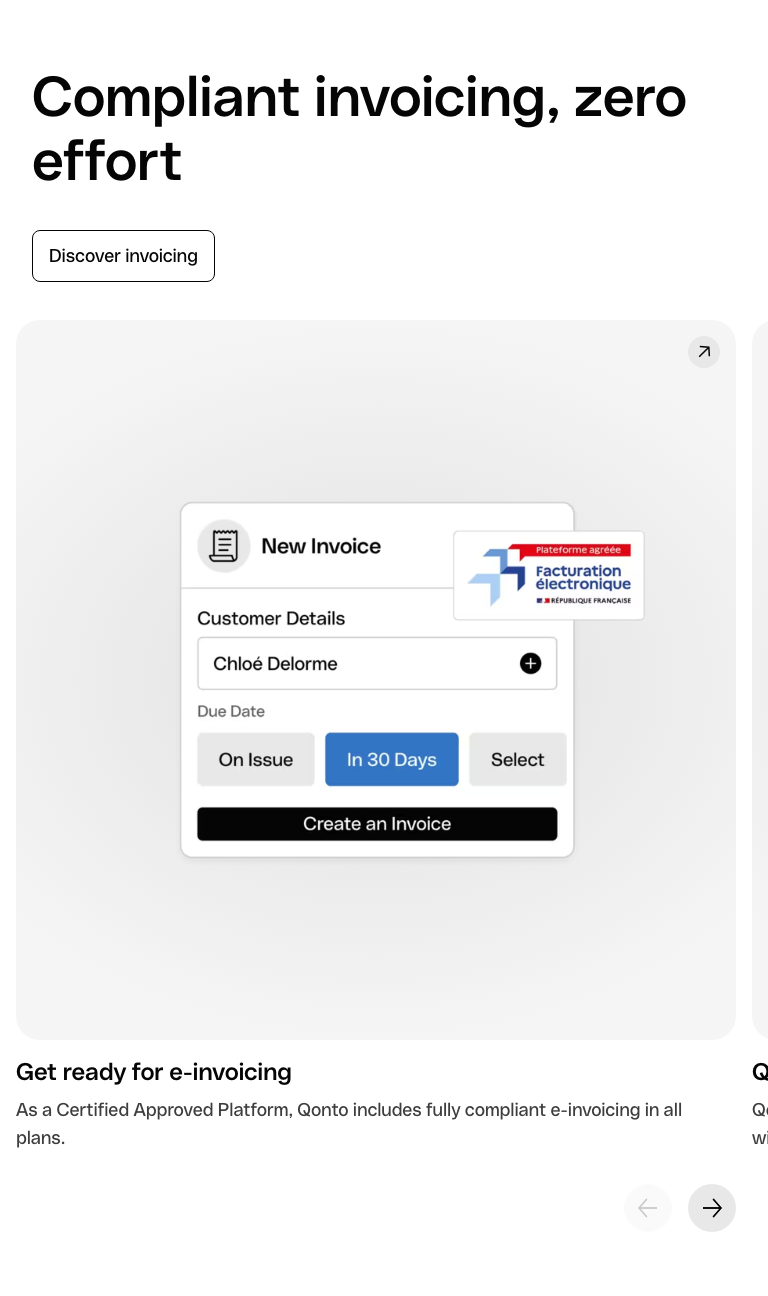 Compliant invoicing, zero
effort
Discover invoicing
New Invoice
Plateforme agréée
Facturation
électronique
RÉPUBLIQUE FRANÇAISE
Customer Details
Chloé Delorme
Due Date
On Issue
In 30 Days
Select
Create an Invoice
Get ready for e-invoicing
As a Certified Approved Platform, Qonto includes fully compliant e-invoicing in all
plans.